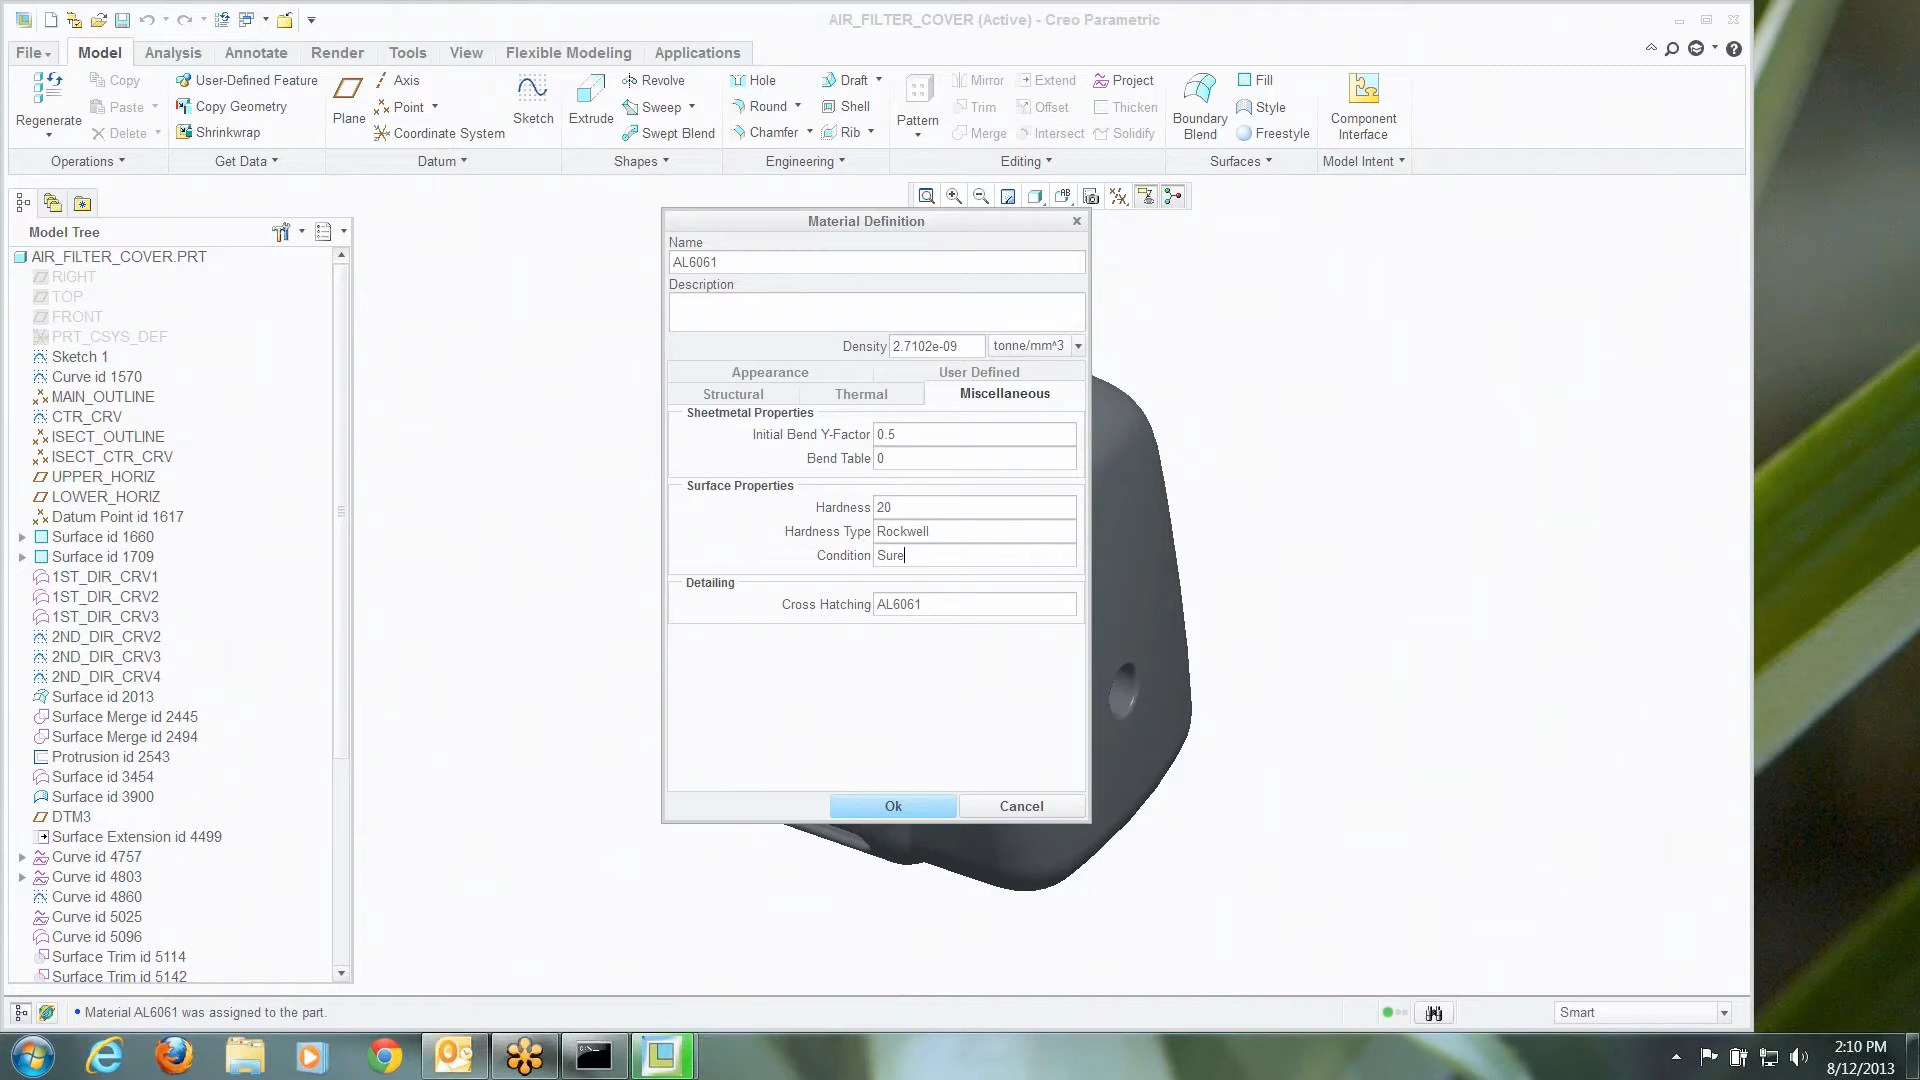 AIR_FILTER_COVER (Active) - Creo Parametric
File Model Analysis Annotate Render Tools View Flexible Modeling Applications
Regenerate
Copy
Paste
Delete
User-Defined Feature
Copy Geometry
Shrinkwrap
Plane
Axis
Point
Coordinate System
Sketch
Extrude
Revolve
Sweep
Swept Blend
Hole
Round
Chamfer
Draft
Shell
Rib
Pattern
Mirror
Trim
Merge
Extend
Offset
Intersect
Project
Thicken
Solidify
Boundary
Blend
Fill
Style
Freestyle
Component
Interface
Operations Get Data Datum Shapes Engineering Editing Surfaces Model Intent
Model Tree
AIR_FILTER_COVER.PRT
RIGHT
TOP
FRONT
PRT_CSYS_DEF
Sketch 1
Curve id 1570
MAIN_OUTLINE
CTR_CRV
ISECT_OUTLINE
ISECT_CTR_CRV
UPPER_HORIZ
LOWER_HORIZ
Datum Point id 1617
Surface id 1660
Surface id 1709
1ST_DIR_CRV1
1ST_DIR_CRV2
1ST_DIR_CRV3
2ND_DIR_CRV2
2ND_DIR_CRV3
2ND_DIR_CRV4
Surface id 2013
Surface Merge id 2445
Surface Merge id 2494
Protrusion id 2543
Surface id 3454
Surface id 3900
DTM3
Surface Extension id 4499
Curve id 4757
Curve id 4803
Curve id 4860
Curve id 5025
Curve id 5096
Surface Trim id 5114
Surface Trim id 5142
Material Definition
Name
AL6061
Description
Density 2.7102e-09 tonne/mm^3
Appearance User Defined
Structural Thermal Miscellaneous
Sheetmetal Properties
Initial Bend Y-Factor 0.5
Bend Table 0
Surface Properties
Hardness 20
Hardness Type Rockwell
Condition Sure
Detailing
Cross Hatching AL6061
Ok Cancel
Material AL6061 was assigned to the part.
Smart
2:10 PM
8/12/2013